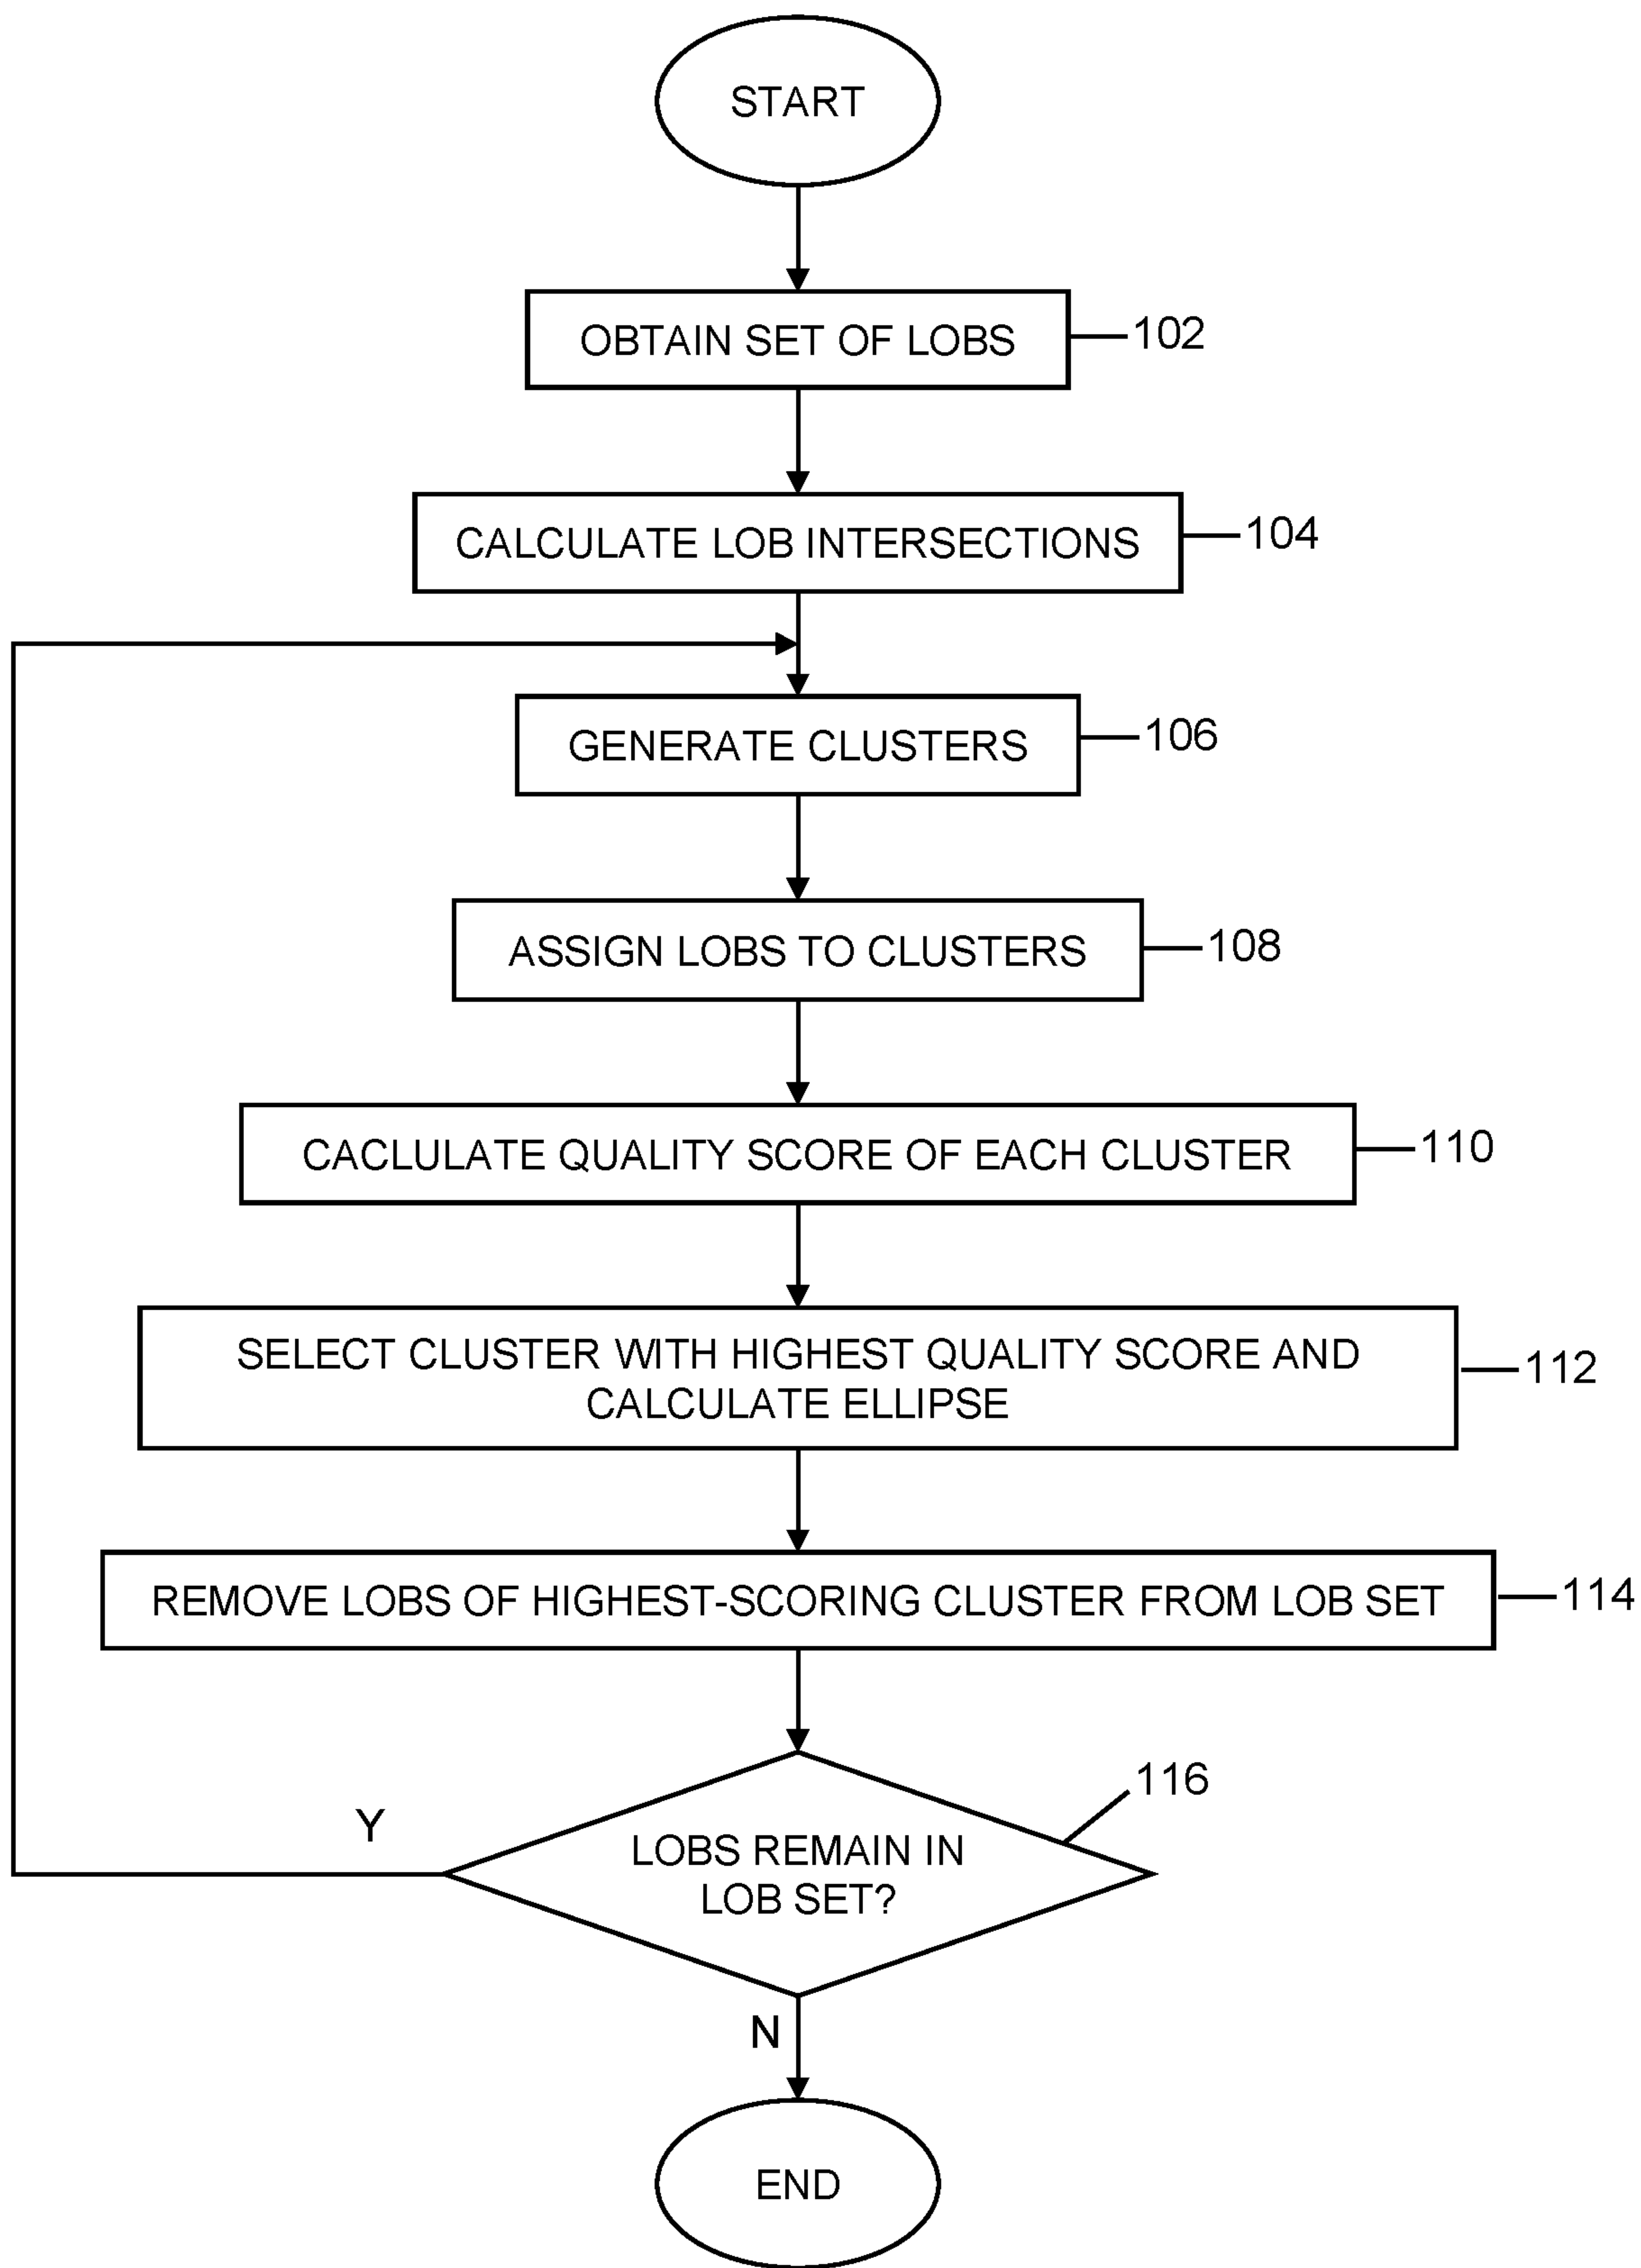 START
OBTAIN SET OF LOBS
102
CALCULATE LOB INTERSECTIONS
104
GENERATE CLUSTERS
106
ASSIGN LOBS TO CLUSTERS
108
CACLULATE QUALITY SCORE OF EACH CLUSTER
110
SELECT CLUSTER WITH HIGHEST QUALITY SCORE AND
CALCULATE ELLIPSE
112
REMOVE LOBS OF HIGHEST-SCORING CLUSTER FROM LOB SET
114
116
Y
LOBS REMAIN IN
LOB SET?
N
END